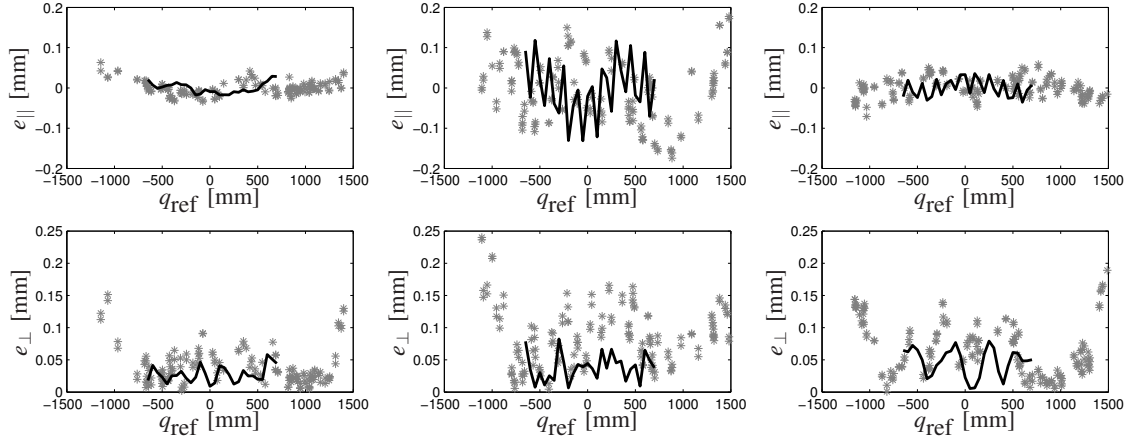 0.2 0.2 0.2
0.1 0.1 0.1
e|| [mm] 0 e|| [mm] 0 e|| [mm] 0
−0.1 −0.1 −0.1
−0.2 −0.2 −0.2
−1500 −1000 −500 0 500 1000 1500 −1500 −1000 −500 0 500 1000 1500 −1500 −1000 −500 0 500 1000 1500
qref [mm] qref [mm] qref [mm]
0.25 0.25 0.25
0.2 0.2 0.2
0.15 0.15 0.15
e⊥ [mm] e⊥ [mm] e⊥ [mm]
0.1 0.1 0.1
0.05 0.05 0.05
0 0 0
−1500 −1000 −500 0 500 1000 1500 −1500 −1000 −500 0 500 1000 1500 −1500 −1000 −500 0 500 1000 1500
qref [mm] qref [mm] qref [mm]